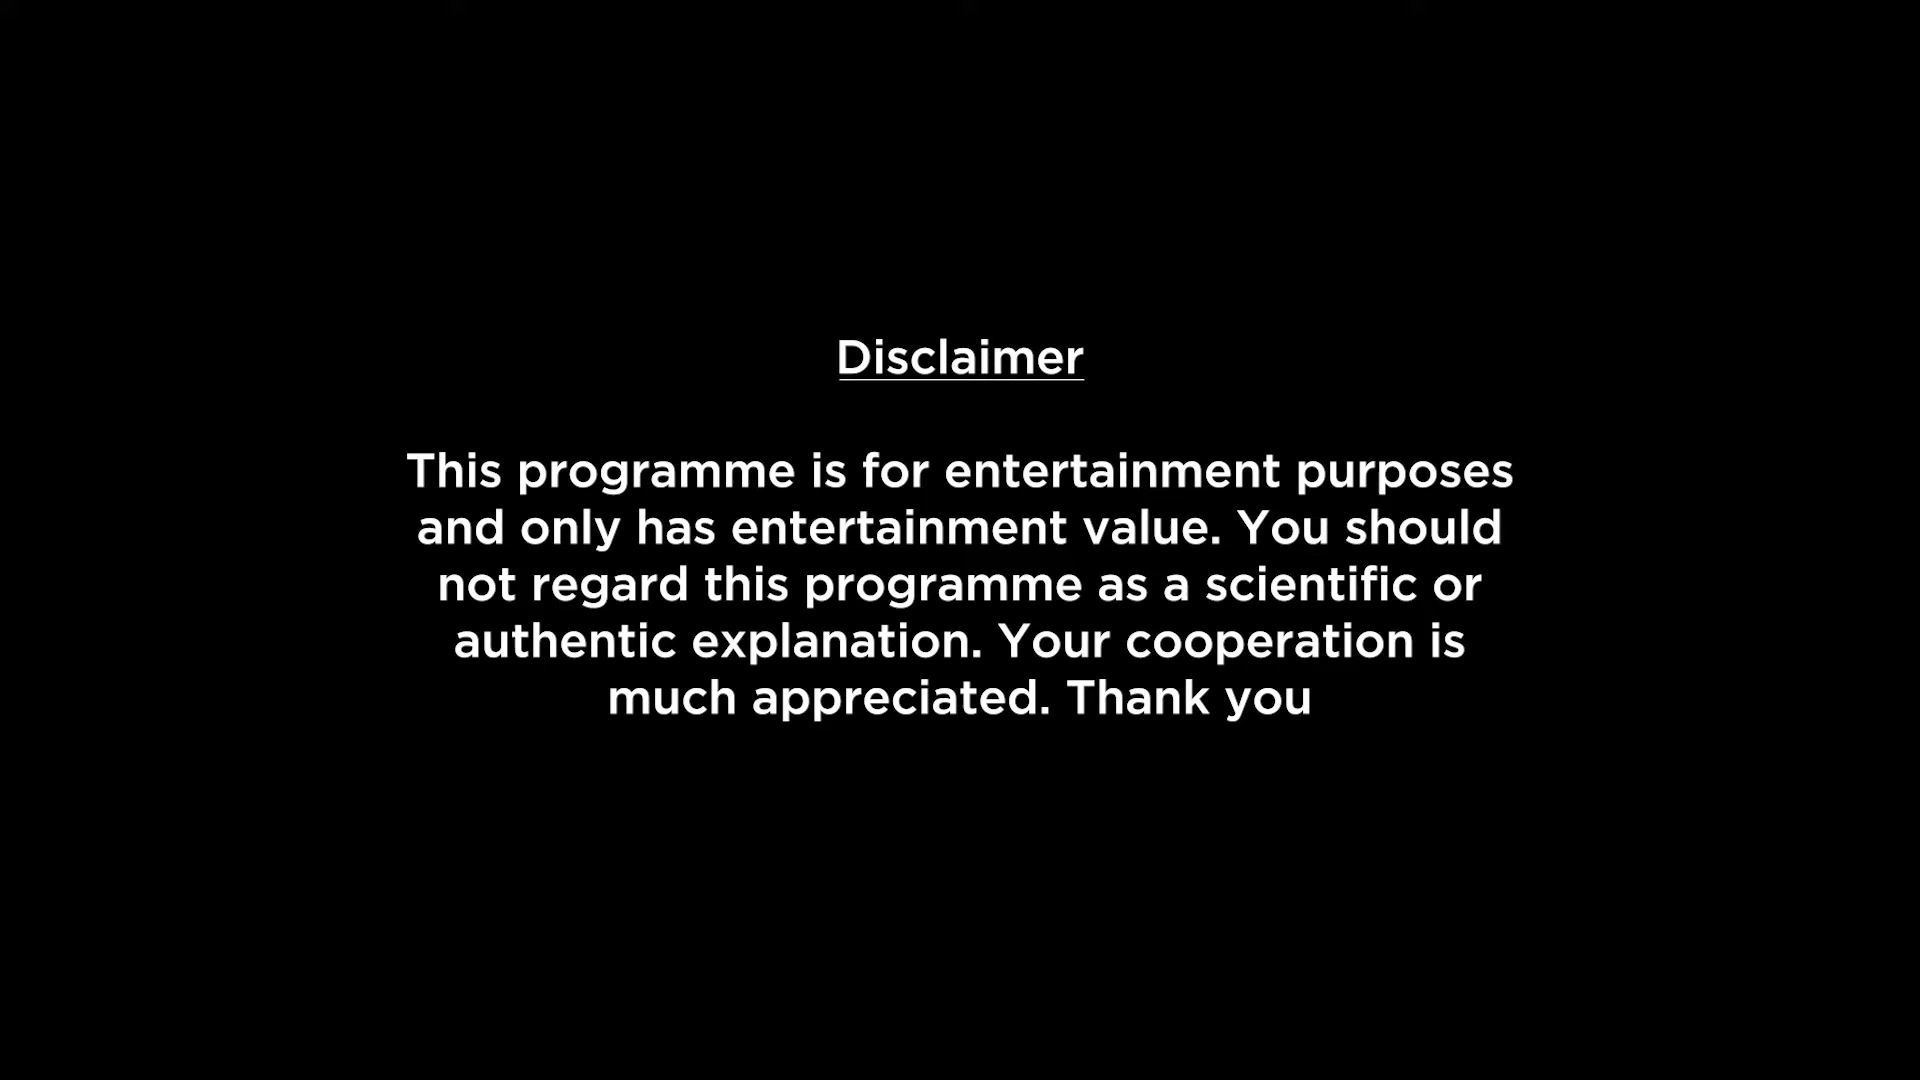 Disclaimer
This programme is for entertainment purposes
and only has entertainment value. You should
not regard this programme as a scientific or
authentic explanation. Your cooperation is
much appreciated. Thank you